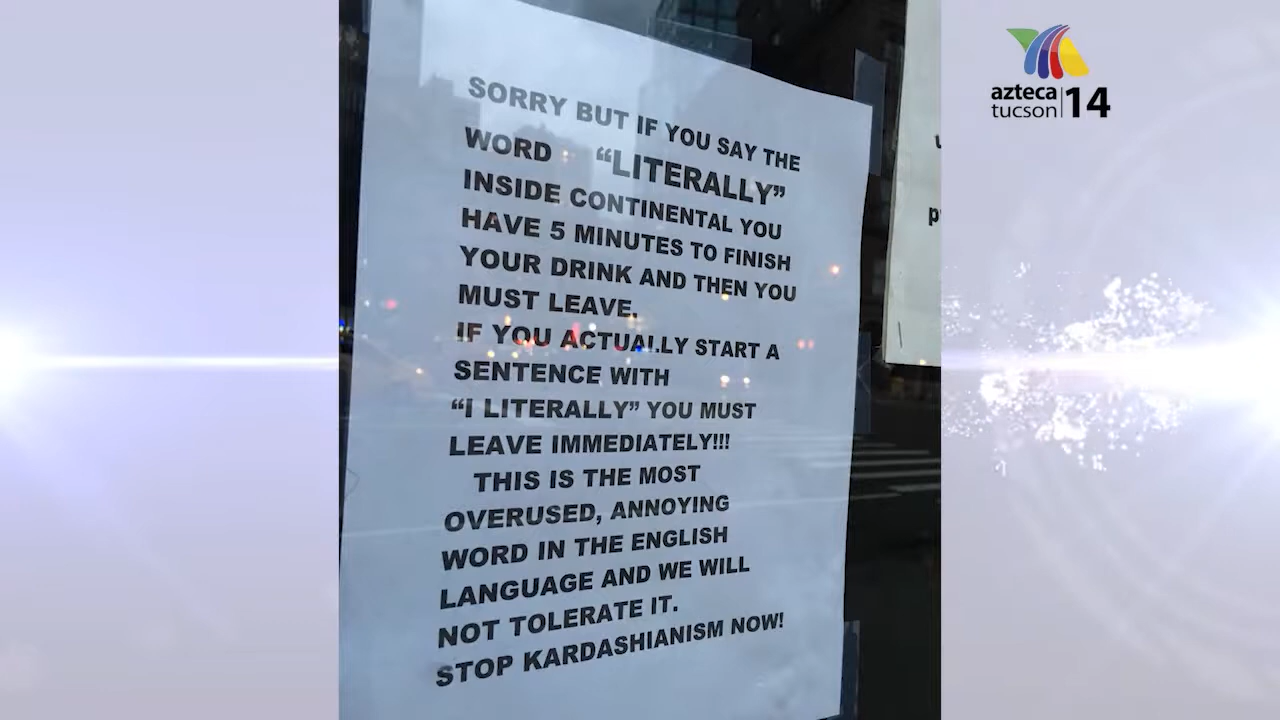 azteca
tucson 14
SORRY BUT IF YOU SAY THE
WORD “LITERALLY”
INSIDE CONTINENTAL YOU
HAVE 5 MINUTES TO FINISH
YOUR DRINK AND THEN YOU
MUST LEAVE.
IF YOU ACTUALLY START A
SENTENCE WITH
“I LITERALLY” YOU MUST
LEAVE IMMEDIATELY!!!
THIS IS THE MOST
OVERUSED, ANNOYING
WORD IN THE ENGLISH
LANGUAGE AND WE WILL
NOT TOLERATE IT.
STOP KARDASHIANISM NOW!